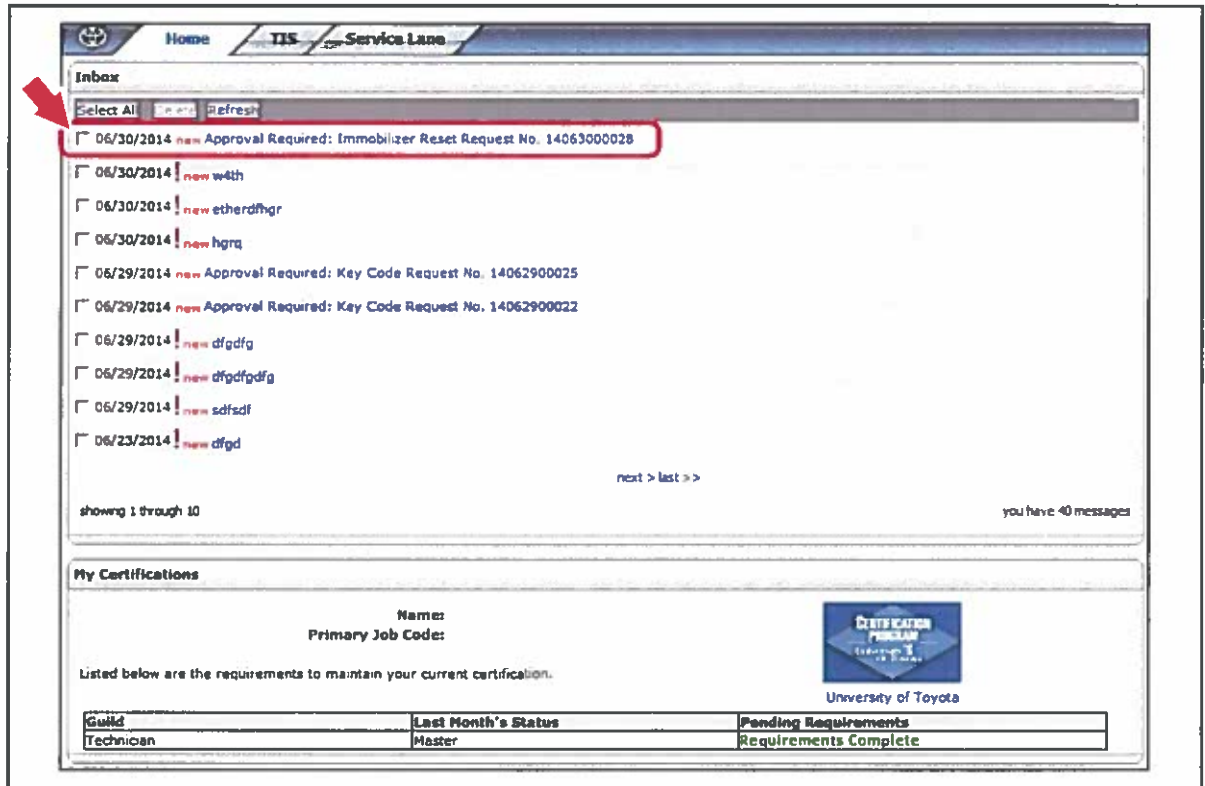 Home TIS Service Lane
Inbox
Select All Delete Refresh
06/30/2014 new Approval Required: Immobilizer Reset Request No. 14063000028
06/30/2014 ! new w4th
06/30/2014 ! new etherdfhgr
06/30/2014 ! new hgrq
06/29/2014 new Approval Required: Key Code Request No. 14062900025
06/29/2014 new Approval Required: Key Code Request No. 14062900022
06/29/2014 ! new dfgdfg
06/29/2014 ! new dfgdfgdfg
06/29/2014 ! new sdfsdf
06/23/2014 ! new dfgd
next > last >>
showing 1 through 10 you have 40 messages
My Certifications
Name:
Primary Job Code:
CERTIFICATION
PROGRAM
Listed below are the requirements to maintain your current certification.
University of Toyota
Guild Last Month's Status Pending Requirements
Technician Master Requirements Complete